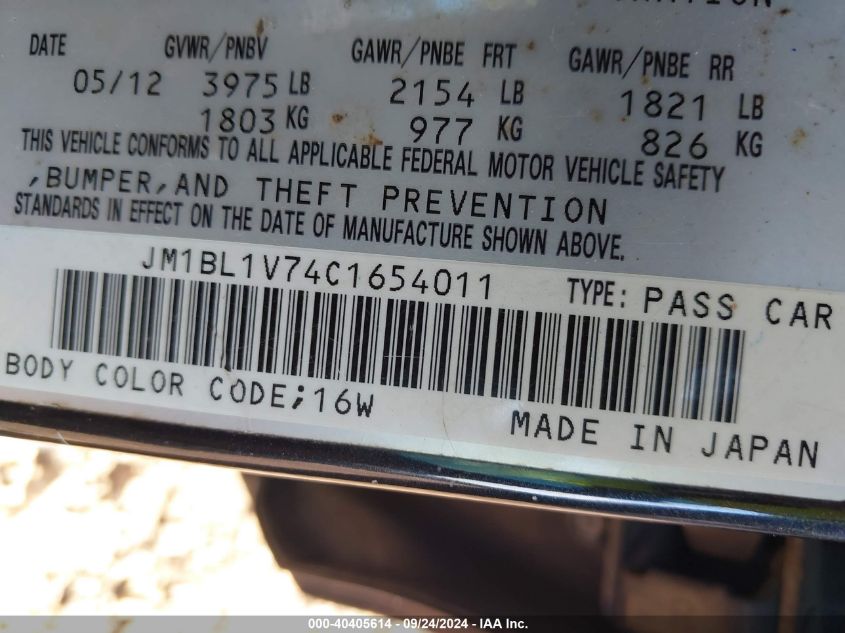 DATE GVWR/PNBV GAWR/PNBE FRT GAWR/PNBE RR
05/12 3975 LB 2154 LB 1821 LB
1803 KG 977 KG 826 KG
THIS VEHICLE CONFORMS TO ALL APPLICABLE FEDERAL MOTOR VEHICLE SAFETY
,BUMPER,AND THEFT PREVENTION
STANDARDS IN EFFECT ON THE DATE OF MANUFACTURE SHOWN ABOVE.
JM1BL1V74C1654011 TYPE: PASS CAR
BODY COLOR CODE;16W
MADE IN JAPAN
000-40405614 - 09/24/2024 - IAA Inc.